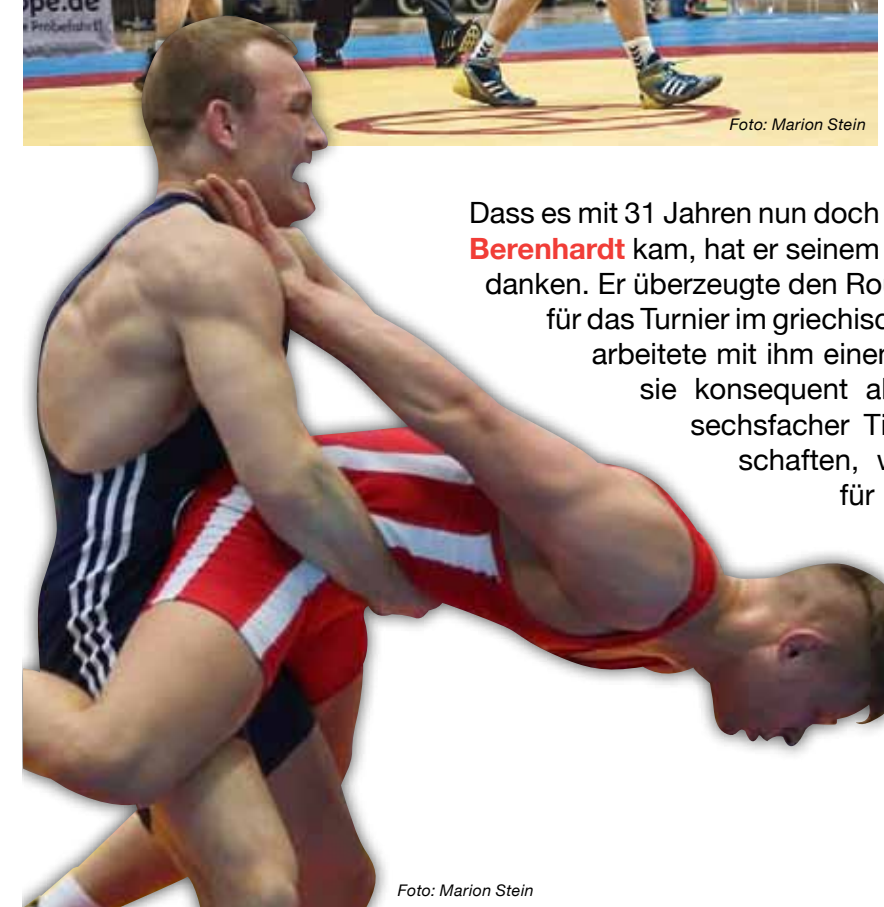 pe.de
Probefahrt!
Foto: Marion Stein
Dass es mit 31 Jahren nun doch
Berenhardt kam, hat er seinem
danken. Er überzeugte den Rou
für das Turnier im griechisc
arbeitete mit ihm einen
sie konsequent a
sechsfacher Ti
schaften, v
für
Foto: Marion Stein